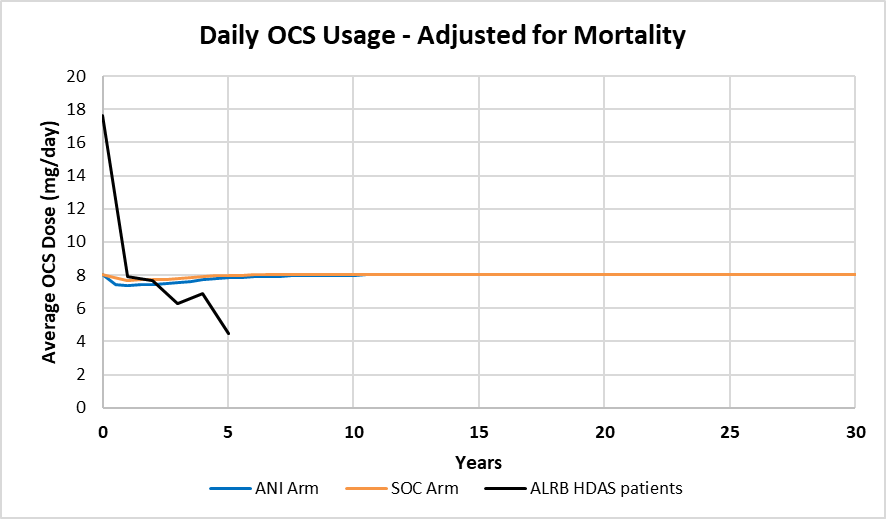 Daily OCS Usage - Adjusted for Mortality
Average OCS Dose (mg/day)
20
18
16
14
12
10
8
6
4
2
0
0 5 10 15 20 25 30
Years
ANI Arm SOC Arm ALRB HDAS patients